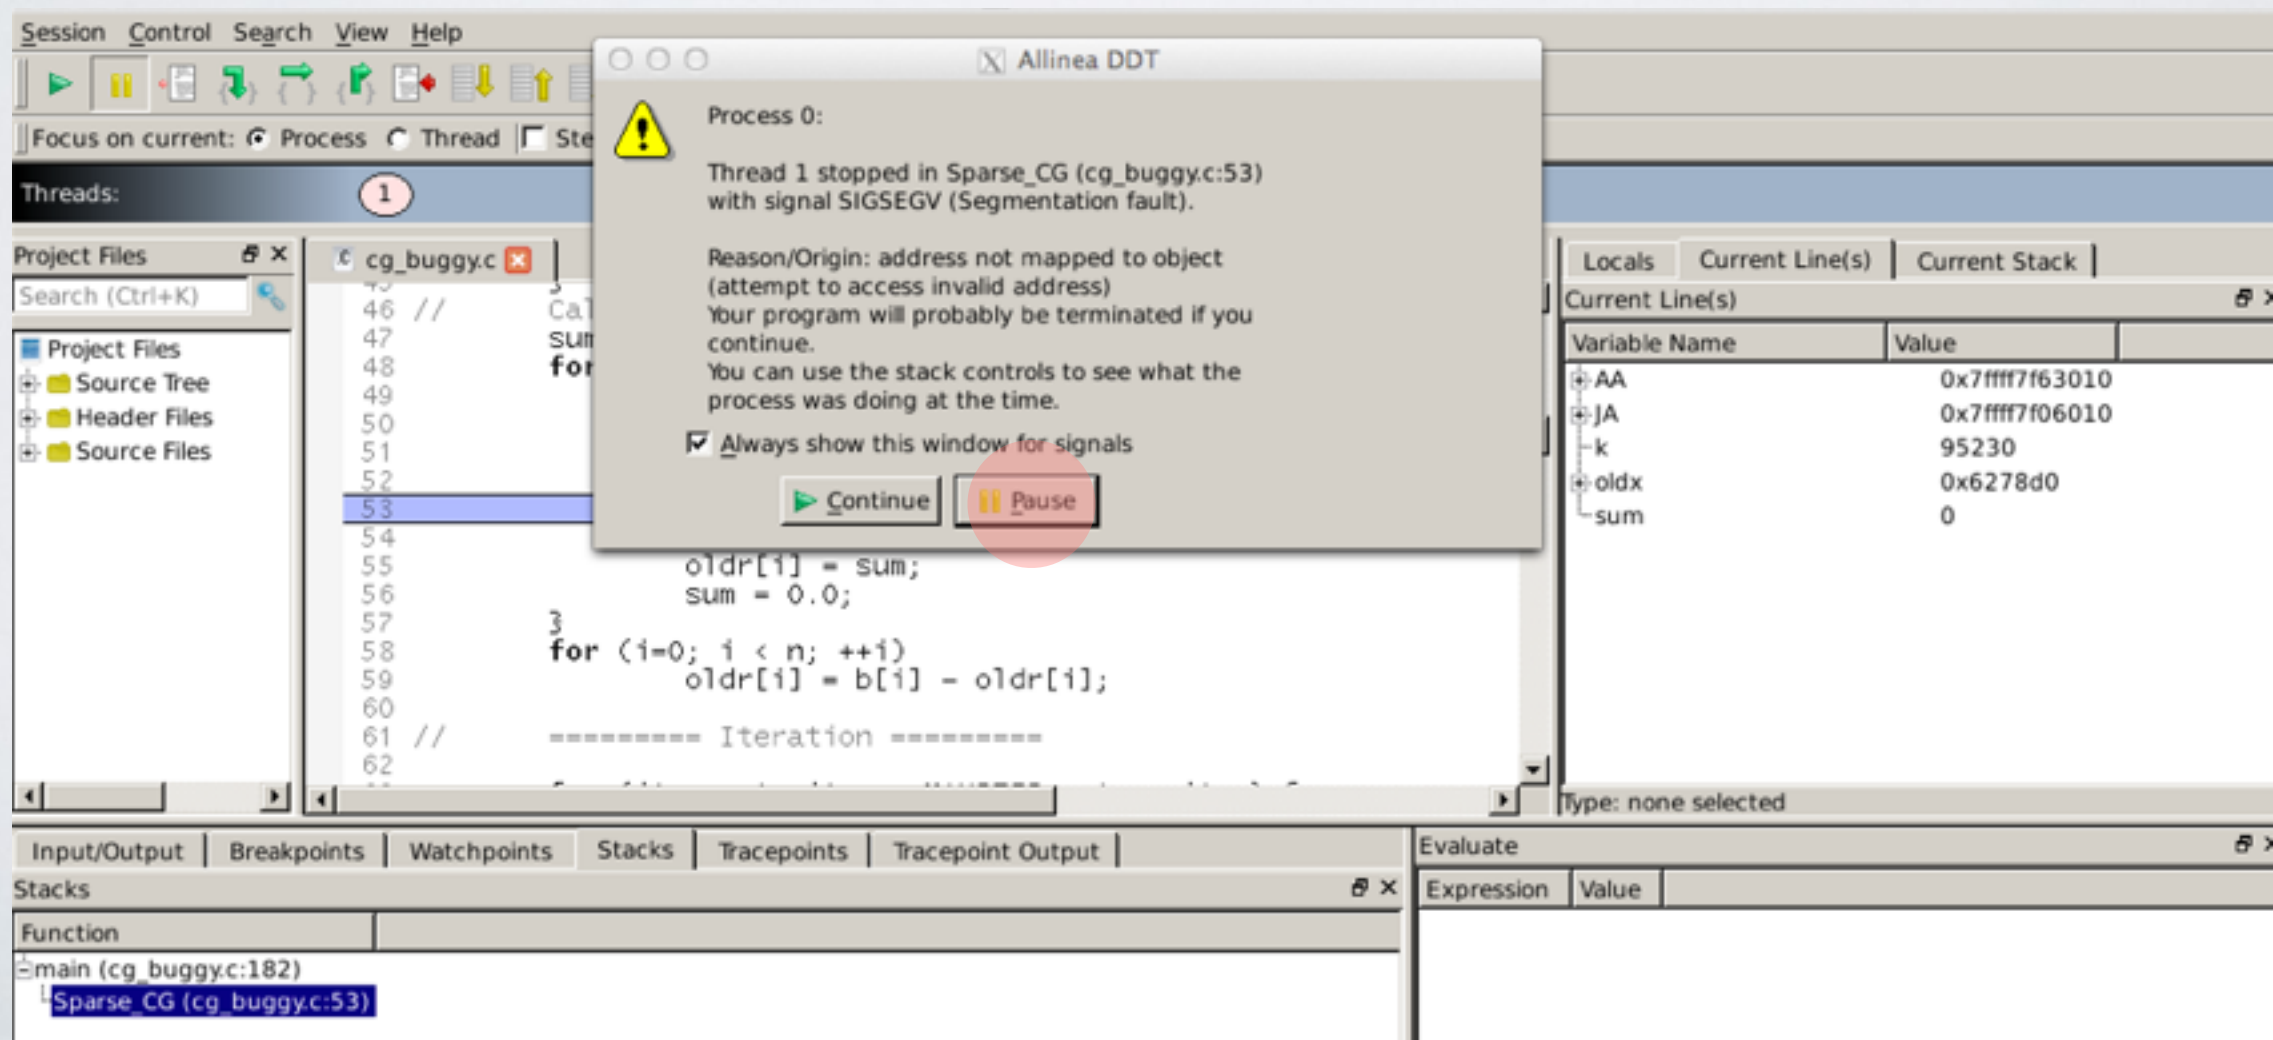 Session Control Search View Help
Allinea DDT
Process 0:
Thread 1 stopped in Sparse_CG (cg_buggy.c:53)
with signal SIGSEGV (Segmentation fault).
Reason/Origin: address not mapped to object
(attempt to access invalid address)
Your program will probably be terminated if you
continue.
You can use the stack controls to see what the
process was doing at the time.
Always show this window for signals
Continue Pause
Focus on current: Process Thread Ste
Threads: 1
Project Files
Search (Ctrl+K)
Project Files
Source Tree
Header Files
Source Files
cg_buggy.c
46 // Cal
47 sum
48 for
49
50
51
52
53
54
55 oldr[i] = sum;
56 sum = 0.0;
57 }
58 for (i=0; i < n; ++i)
59 oldr[i] = b[i] - oldr[i];
60
61 // ========= Iteration =========
62
Locals Current Line(s) Current Stack
Current Line(s)
Variable Name Value
AA 0x7ffff7f63010
JA 0x7ffff7f06010
k 95230
oldx 0x6278d0
sum 0
Type: none selected
Input/Output Breakpoints Watchpoints Stacks Tracepoints Tracepoint Output
Stacks
Function
main (cg_buggy.c:182)
Sparse_CG (cg_buggy.c:53)
Evaluate
Expression Value